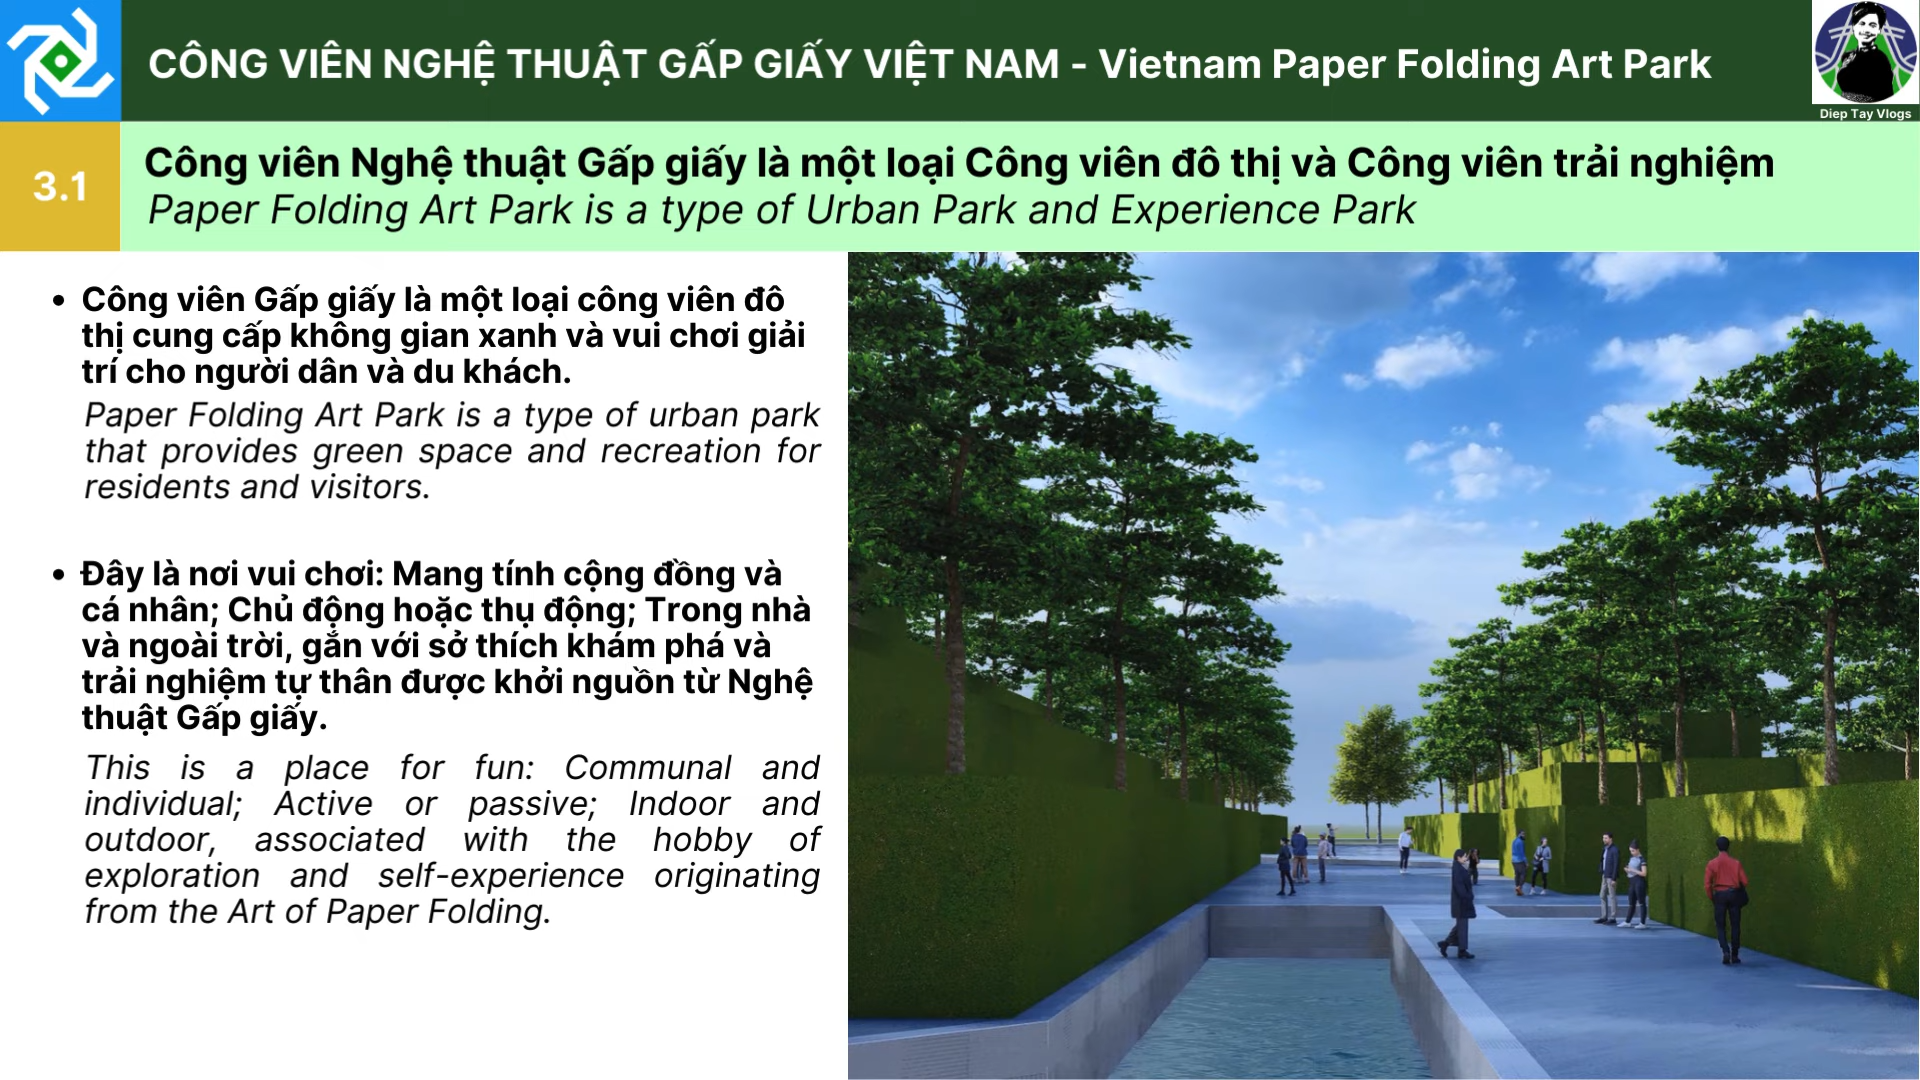 CÔNG VIÊN NGHỆ THUẬT GẤP GIẤY VIỆT NAM - Vietnam Paper Folding Art Park
Diep Tay Vlogs
3.1
Công viên Nghệ thuật Gấp giấy là một loại Công viên đô thị và Công viên trải nghiệm
Paper Folding Art Park is a type of Urban Park and Experience Park
• Công viên Gấp giấy là một loại công viên đô
thị cung cấp không gian xanh và vui chơi giải
trí cho người dân và du khách.
Paper Folding Art Park is a type of urban park
that provides green space and recreation for
residents and visitors.
• Đây là nơi vui chơi: Mang tính cộng đồng và
cá nhân; Chủ động hoặc thụ động; Trong nhà
và ngoài trời, gắn với sở thích khám phá và
trải nghiệm tự thân được khởi nguồn từ Nghệ
thuật Gấp giấy.
This is a place for fun: Communal and
individual; Active or passive; Indoor and
outdoor, associated with the hobby of
exploration and self-experience originating
from the Art of Paper Folding.